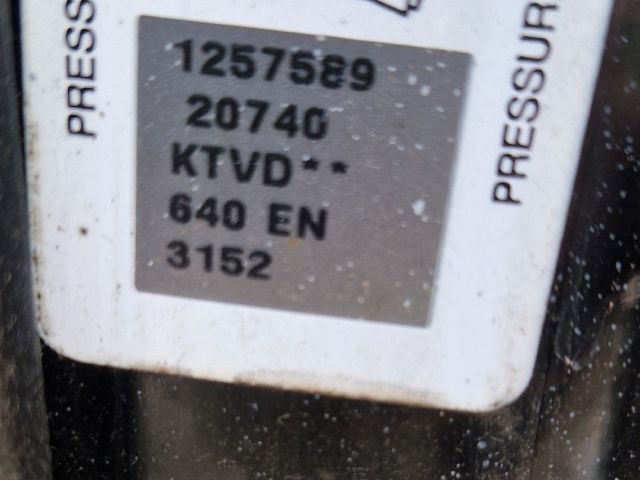 PRESS
1257589
20740
KTVD**
640 EN
3152
PRESSUR